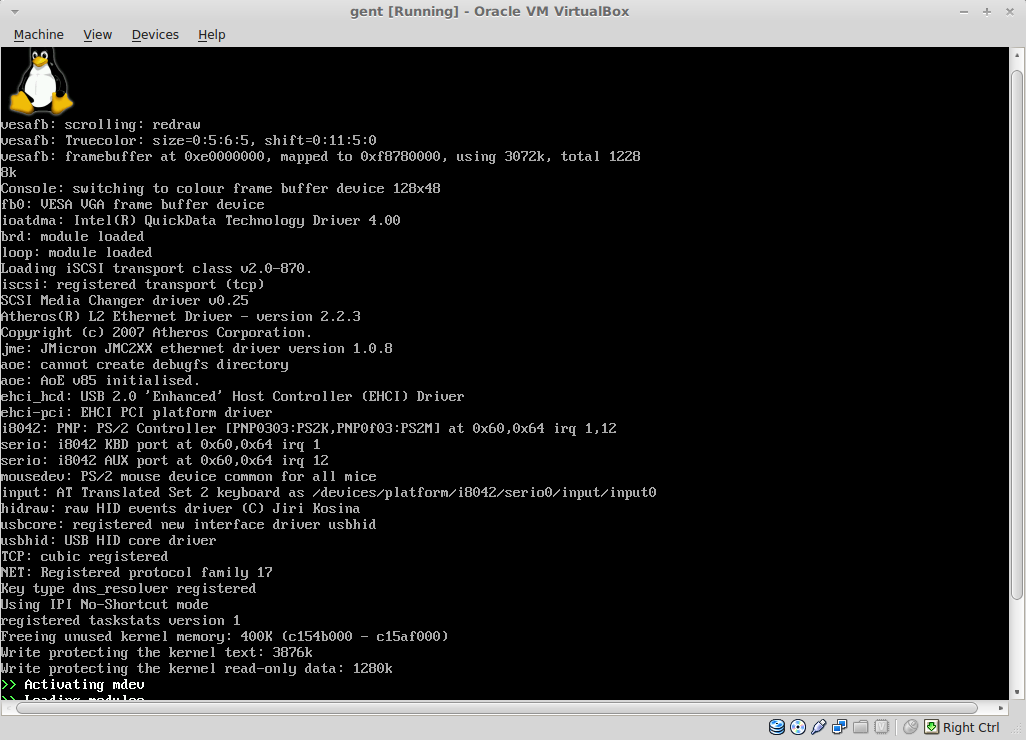 gent [Running] - Oracle VM VirtualBox
Machine View Devices Help
vesafb: scrolling: redraw
vesafb: Truecolor: size=0:5:6:5, shift=0:11:5:0
vesafb: framebuffer at 0xe0000000, mapped to 0xf8780000, using 3072k, total 1228
8k
Console: switching to colour frame buffer device 128x48
fb0: VESA VGA frame buffer device
ioatdma: Intel(R) QuickData Technology Driver 4.00
brd: module loaded
loop: module loaded
Loading iSCSI transport class v2.0-870.
iscsi: registered transport (tcp)
SCSI Media Changer driver v0.25
Atheros(R) L2 Ethernet Driver - version 2.2.3
Copyright (c) 2007 Atheros Corporation.
jme: JMicron JMC2XX ethernet driver version 1.0.8
aoe: cannot create debugfs directory
aoe: AoE v85 initialised.
ehci_hcd: USB 2.0 'Enhanced' Host Controller (EHCI) Driver
ehci-pci: EHCI PCI platform driver
i8042: PNP: PS/2 Controller [PNP0303:PS2K,PNP0f03:PS2M] at 0x60,0x64 irq 1,12
serio: i8042 KBD port at 0x60,0x64 irq 1
serio: i8042 AUX port at 0x60,0x64 irq 12
mousedev: PS/2 mouse device common for all mice
input: AT Translated Set 2 keyboard as /devices/platform/i8042/serio0/input/input0
hidraw: raw HID events driver (C) Jiri Kosina
usbcore: registered new interface driver usbhid
usbhid: USB HID core driver
TCP: cubic registered
NET: Registered protocol family 17
Key type dns_resolver registered
Using IPI No-Shortcut mode
registered taskstats version 1
Freeing unused kernel memory: 400K (c154b000 - c15af000)
Write protecting the kernel text: 3876k
Write protecting the kernel read-only data: 1280k
>> Activating mdev
>> Loading modules
Right Ctrl